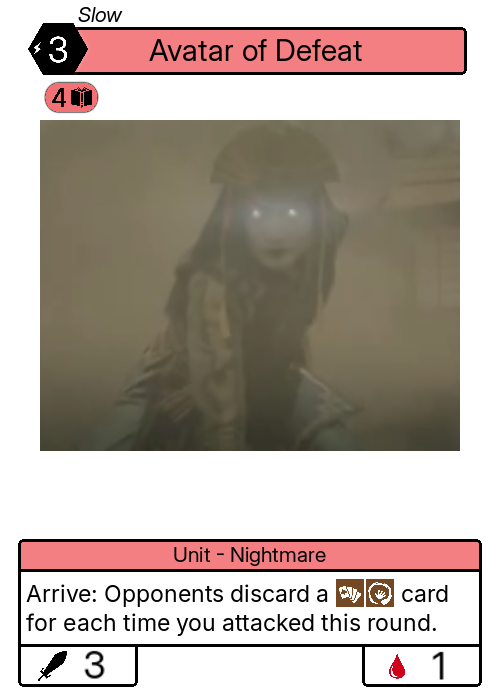 Slow
3
Avatar of Defeat
4
Unit - Nightmare
Arrive: Opponents discard a card
for each time you attacked this round.
3
1